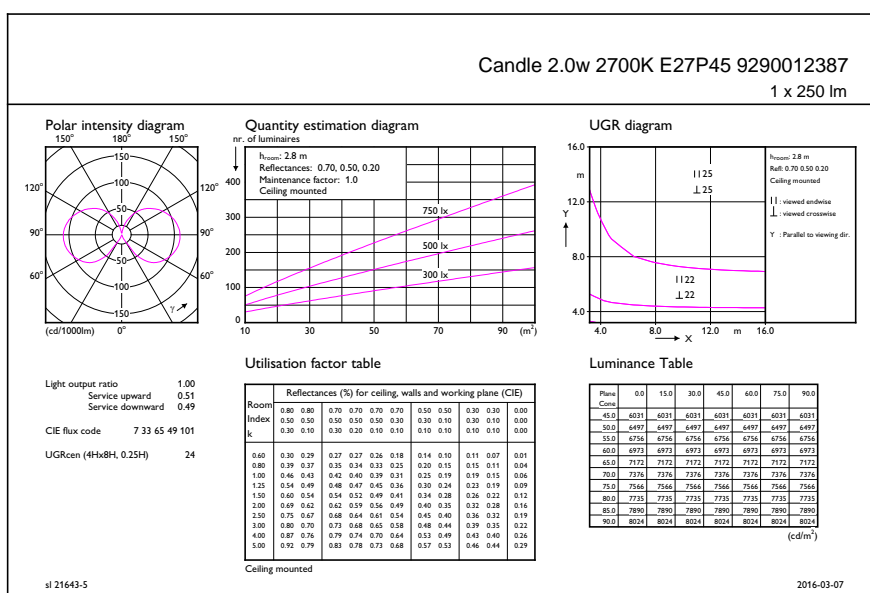 Candle 2.0w 2700K E27P45 9290012387
1 x 250 lm
Polar intensity diagram
150° 180° 150°
150
100
120° 120°
50
90° 90°
50
60° 60°
100
150
γ
(cd/1000lm) 0°
Quantity estimation diagram
nr. of luminaires
hroom: 2.8 m
Reflectances: 0.70, 0.50, 0.20
Maintenance factor: 1.0
Ceiling mounted
400
750 lx
300
500 lx
200
300 lx
100
0
10 30 50 70 90 (m²)
UGR diagram
16.0
m
12.0
Y
8.0
4.0
II 25
⊥ 25
II 22
⊥ 22
4.0 8.0 12.0 m 16.0
X
hroom: 2.8 m
Refl: 0.70 0.50 0.20
Ceiling mounted
II : viewed endwise
⊥ : viewed crosswise
Y : Parallel to viewing dir.
Light output ratio 1.00
Service upward 0.51
Service downward 0.49
CIE flux code 7 33 65 49 101
UGRcen (4Hx8H, 0.25H) 24
Utilisation factor table
Reflectances (%) for ceiling, walls and working plane (CIE)
Room 0.80 0.80 0.70 0.70 0.70 0.70 0.50 0.50 0.30 0.30 0.00
Index 0.50 0.50 0.50 0.50 0.50 0.30 0.30 0.10 0.30 0.10 0.00
k 0.30 0.10 0.30 0.20 0.10 0.10 0.10 0.10 0.10 0.10 0.00
0.60 0.30 0.29 0.27 0.27 0.26 0.18 0.14 0.10 0.11 0.07 0.01
0.80 0.39 0.37 0.35 0.34 0.33 0.25 0.20 0.15 0.15 0.11 0.04
1.00 0.46 0.43 0.42 0.40 0.39 0.31 0.25 0.19 0.19 0.15 0.06
1.25 0.54 0.49 0.48 0.47 0.45 0.36 0.30 0.24 0.23 0.19 0.09
1.50 0.60 0.54 0.54 0.52 0.49 0.41 0.34 0.28 0.26 0.22 0.12
2.00 0.69 0.62 0.62 0.59 0.56 0.49 0.40 0.35 0.32 0.28 0.16
2.50 0.75 0.67 0.68 0.64 0.61 0.54 0.45 0.40 0.36 0.32 0.19
3.00 0.80 0.70 0.73 0.68 0.65 0.58 0.48 0.44 0.39 0.35 0.22
4.00 0.87 0.76 0.79 0.74 0.70 0.64 0.53 0.49 0.43 0.40 0.26
5.00 0.92 0.79 0.83 0.78 0.73 0.68 0.57 0.53 0.46 0.44 0.29
Ceiling mounted
Luminance Table
Plane 0.0 15.0 30.0 45.0 60.0 75.0 90.0
Cone
45.0 6031 6031 6031 6031 6031 6031 6031
50.0 6497 6497 6497 6497 6497 6497 6497
55.0 6756 6756 6756 6756 6756 6756 6756
60.0 6973 6973 6973 6973 6973 6973 6973
65.0 7172 7172 7172 7172 7172 7172 7172
70.0 7376 7376 7376 7376 7376 7376 7376
75.0 7566 7566 7566 7566 7566 7566 7566
80.0 7735 7735 7735 7735 7735 7735 7735
85.0 7890 7890 7890 7890 7890 7890 7890
90.0 8024 8024 8024 8024 8024 8024 8024
(cd/m²)
sl 21643-5
2016-03-07